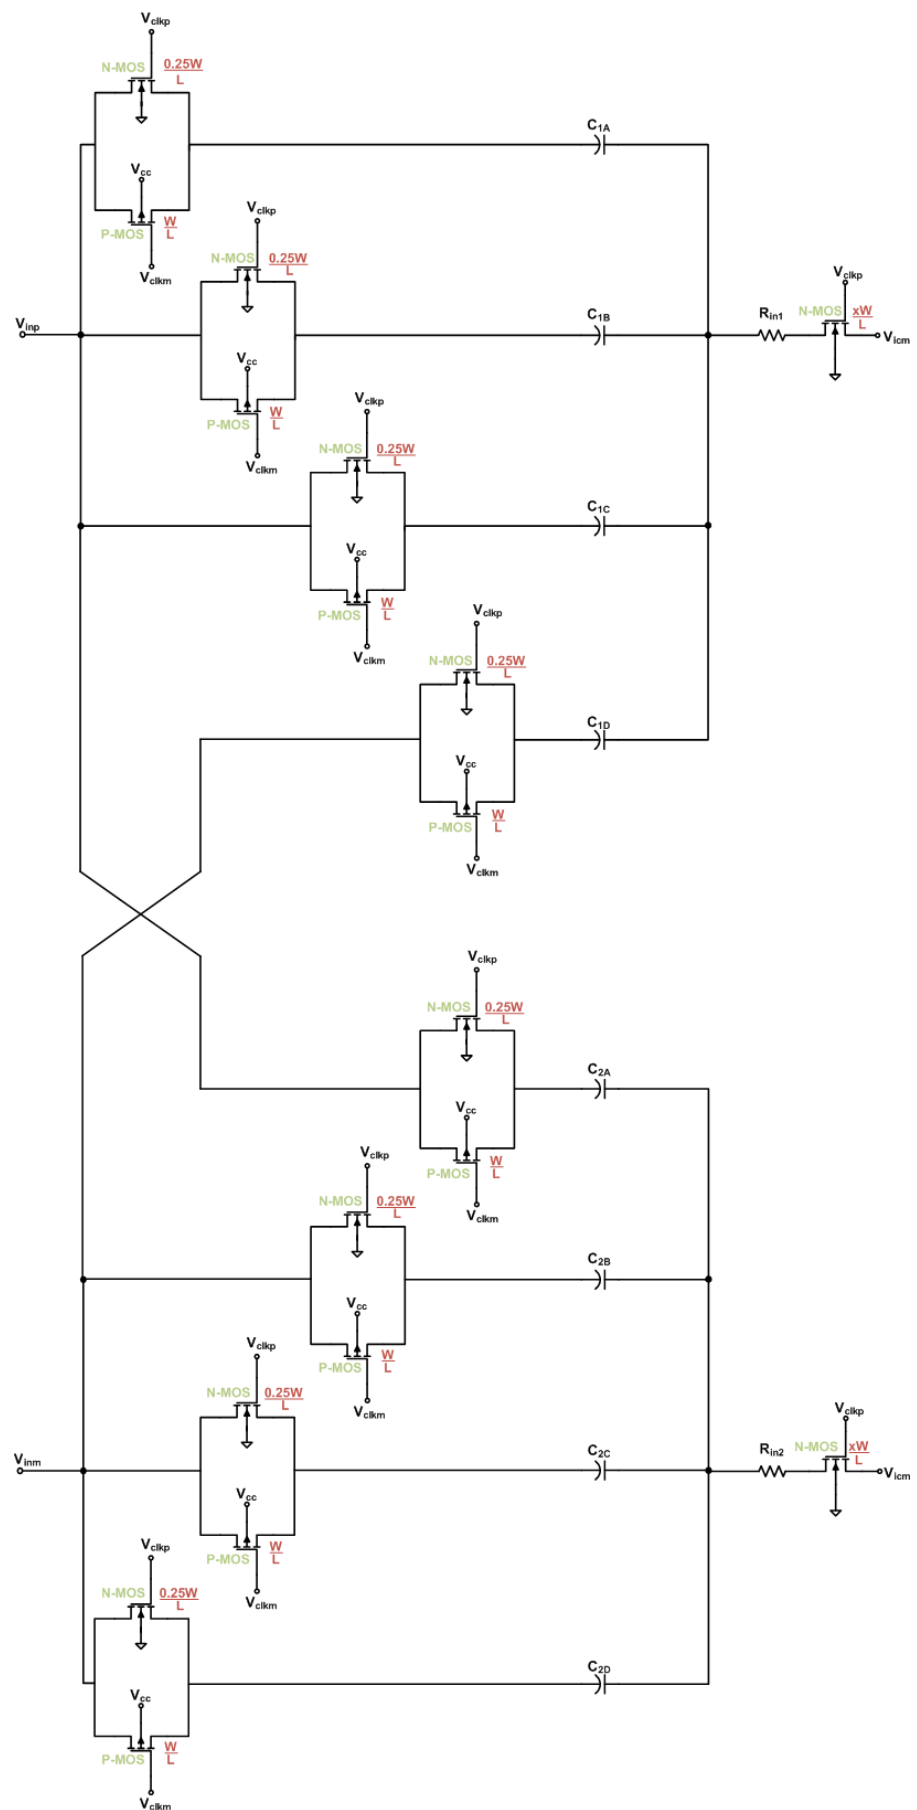 Vclkp
N-MOS 0.25W
L
Vcc
P-MOS W
L
Vclkm
C1A
Vclkp
N-MOS 0.25W
L
Vcc
P-MOS W
L
Vclkm
C1B
Vinp
Rin1
Vclkp
N-MOS xW
L
Vicm
Vclkp
N-MOS 0.25W
L
Vcc
P-MOS W
L
Vclkm
C1C
Vclkp
N-MOS 0.25W
L
Vcc
P-MOS W
L
Vclkm
C1D
Vclkp
N-MOS 0.25W
L
Vcc
P-MOS W
L
Vclkm
C2A
Vclkp
N-MOS 0.25W
L
Vcc
P-MOS W
L
Vclkm
C2B
Vclkp
N-MOS 0.25W
L
Vcc
P-MOS W
L
Vclkm
C2C
Vinm
Rin2
Vclkp
N-MOS xW
L
Vicm
Vclkp
N-MOS 0.25W
L
Vcc
P-MOS W
L
Vclkm
C2D